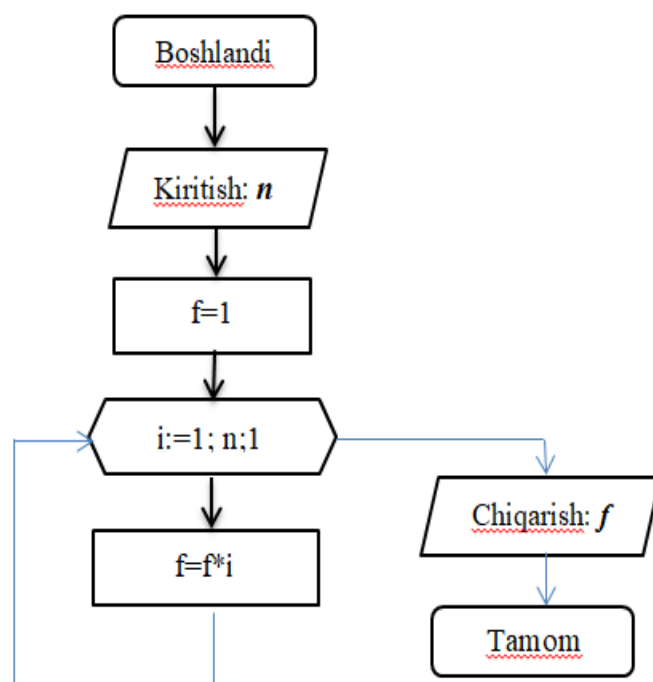 Boshlandi
Kiritish: n
f=1
i:=1; n;1
f=f*i
Chiqarish: f
Tamom